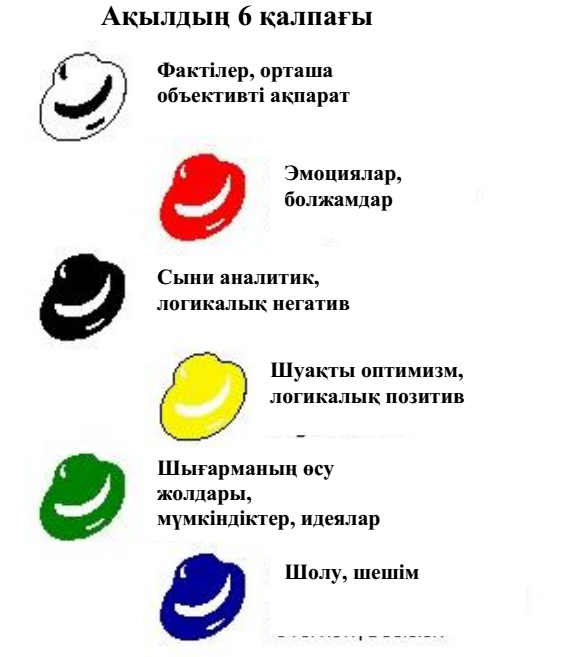 Ақылдың 6 қалпағы
Фактілер, орташа
объективті ақпарат
Эмоциялар,
болжамдар
Сыни аналитик,
логикалық негатив
Шуақты оптимизм,
логикалық позитив
Шығарманың өсу
жолдары,
мүмкіндіктер, идеялар
Шолу, шешім